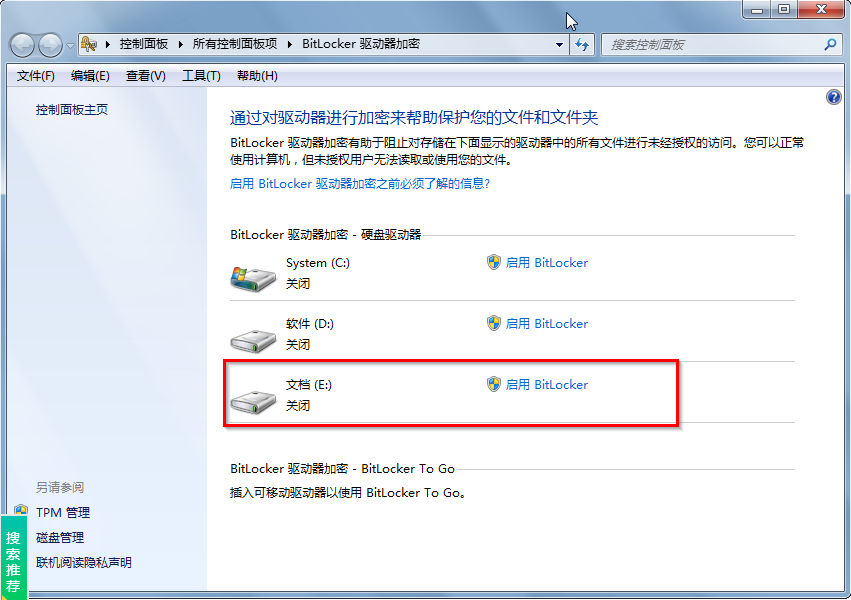 控制面板 ▸ 所有控制面板项 ▸ BitLocker 驱动器加密
搜索控制面板
文件(F) 编辑(E) 查看(V) 工具(T) 帮助(H)
控制面板主页
通过对驱动器进行加密来帮助保护您的文件和文件夹
BitLocker 驱动器加密有助于阻止对存储在下面显示的驱动器中的所有文件进行未经授权的访问。您可以正常
使用计算机，但未授权用户无法读取或使用您的文件。
启用 BitLocker 驱动器加密之前必须了解的信息?
BitLocker 驱动器加密 - 硬盘驱动器
System (C:)
启用 BitLocker
关闭
软件 (D:)
启用 BitLocker
关闭
文档 (E:)
启用 BitLocker
关闭
BitLocker 驱动器加密 - BitLocker To Go
插入可移动驱动器以使用 BitLocker To Go。
另请参阅
TPM 管理
磁盘管理
联机阅读隐私声明
搜
索
推
荐